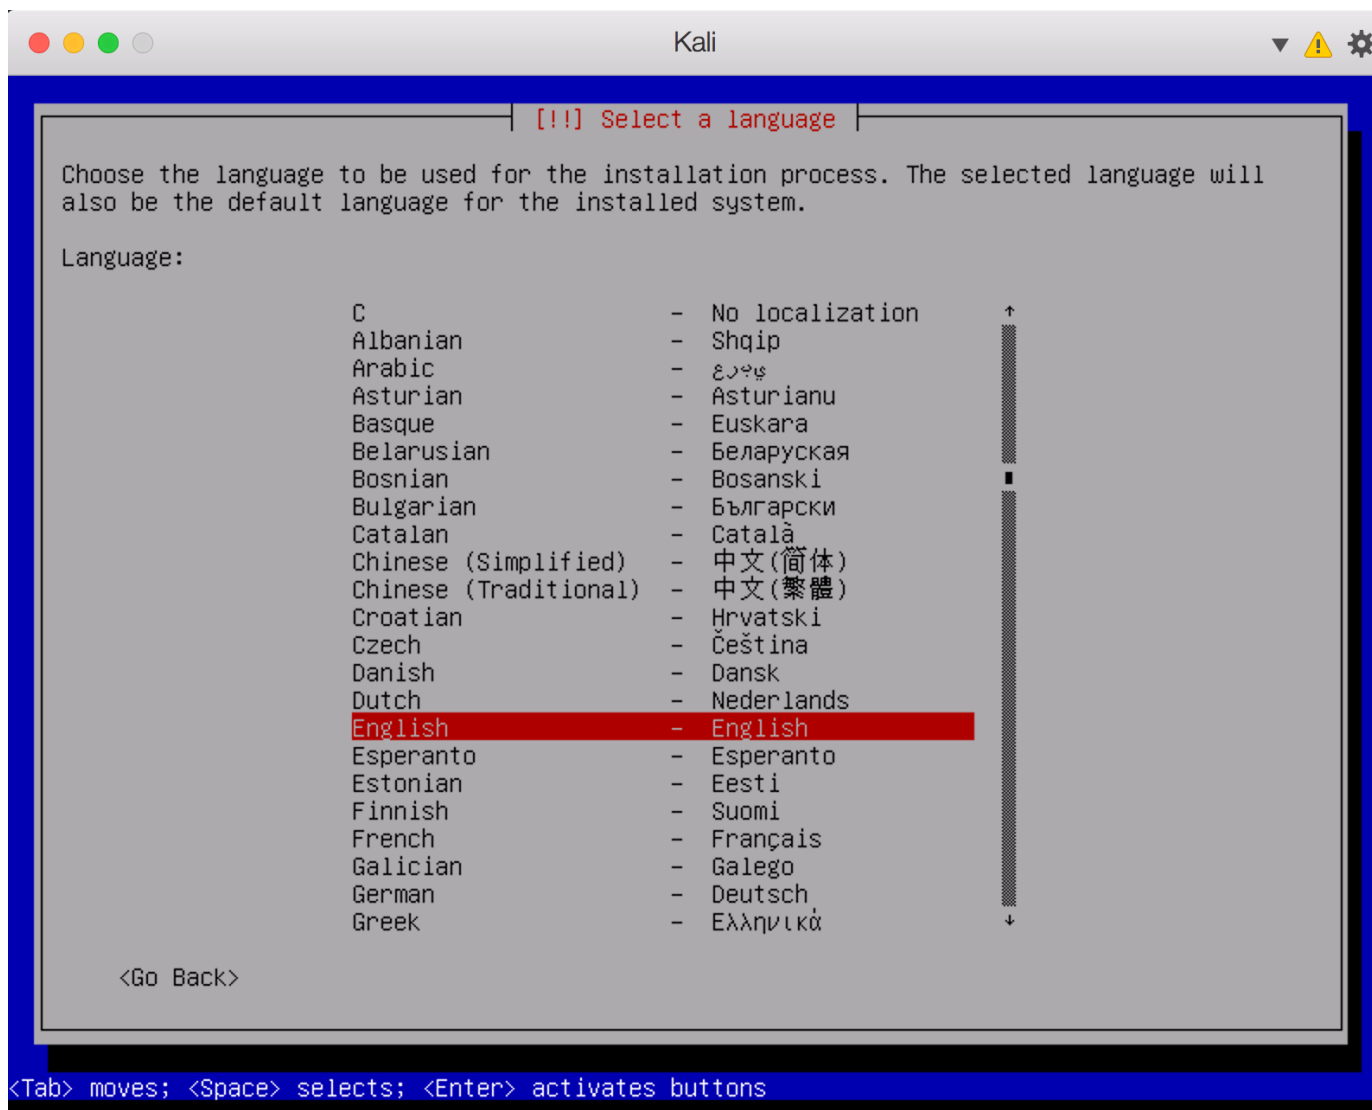 Kali
[!!] Select a language
Choose the language to be used for the installation process. The selected language will
also be the default language for the installed system.
Language:
C - No localization
Albanian - Shqip
Arabic - عربي
Asturian - Asturianu
Basque - Euskara
Belarusian - Беларуская
Bosnian - Bosanski
Bulgarian - Български
Catalan - Català
Chinese (Simplified) - 中文(简体)
Chinese (Traditional) - 中文(繁體)
Croatian - Hrvatski
Czech - Čeština
Danish - Dansk
Dutch - Nederlands
English - English
Esperanto - Esperanto
Estonian - Eesti
Finnish - Suomi
French - Français
Galician - Galego
German - Deutsch
Greek - Ελληνικά
<Go Back>
<Tab> moves; <Space> selects; <Enter> activates buttons